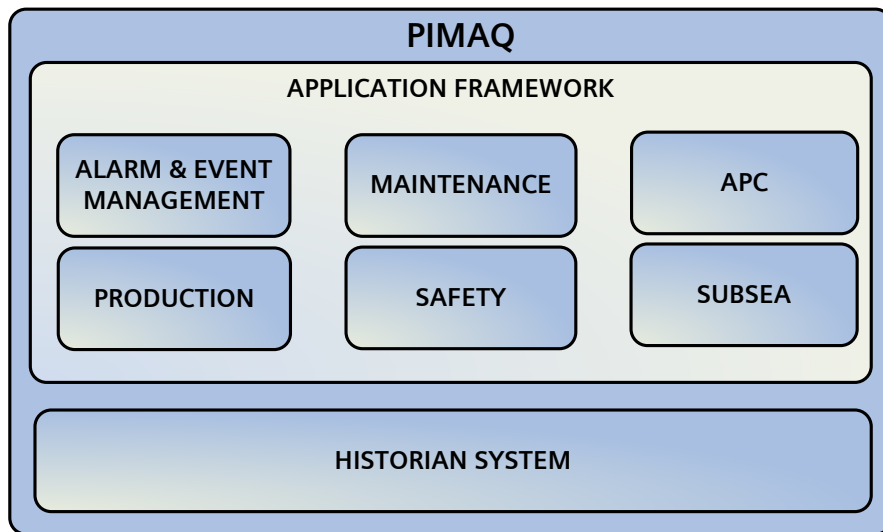 PIMAQ
APPLICATION FRAMEWORK
ALARM & EVENT
MANAGEMENT
MAINTENANCE
APC
PRODUCTION
SAFETY
SUBSEA
HISTORIAN SYSTEM